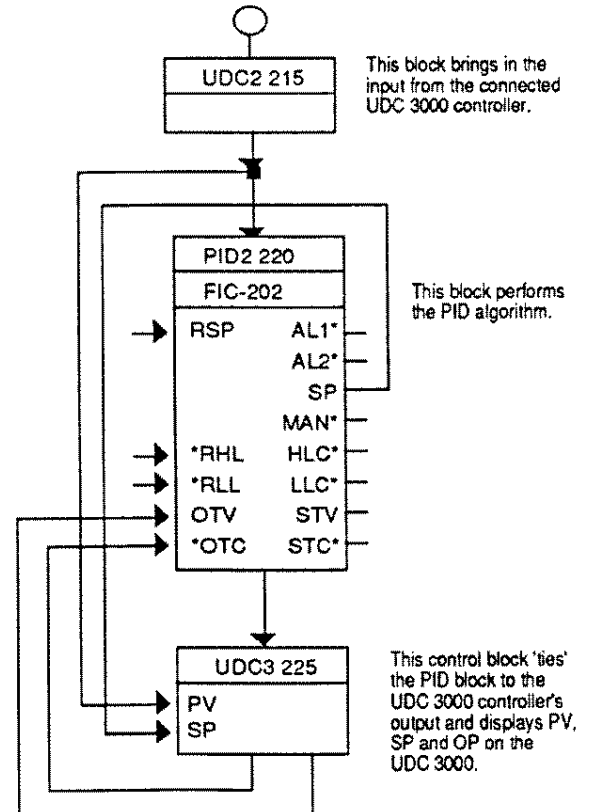 UDC2 215
This block brings in the
input from the connected
UDC 3000 controller.
PID2 220
FIC-202
This block performs
the PID algorithm.
RSP AL1*
AL2*
SP
MAN*
*RHL HLC*
*RLL LLC*
OTV STV
*OTC STC*
UDC3 225
PV
SP
This control block 'ties'
the PID block to the
UDC 3000 controller's
output and displays PV,
SP and OP on the
UDC 3000.